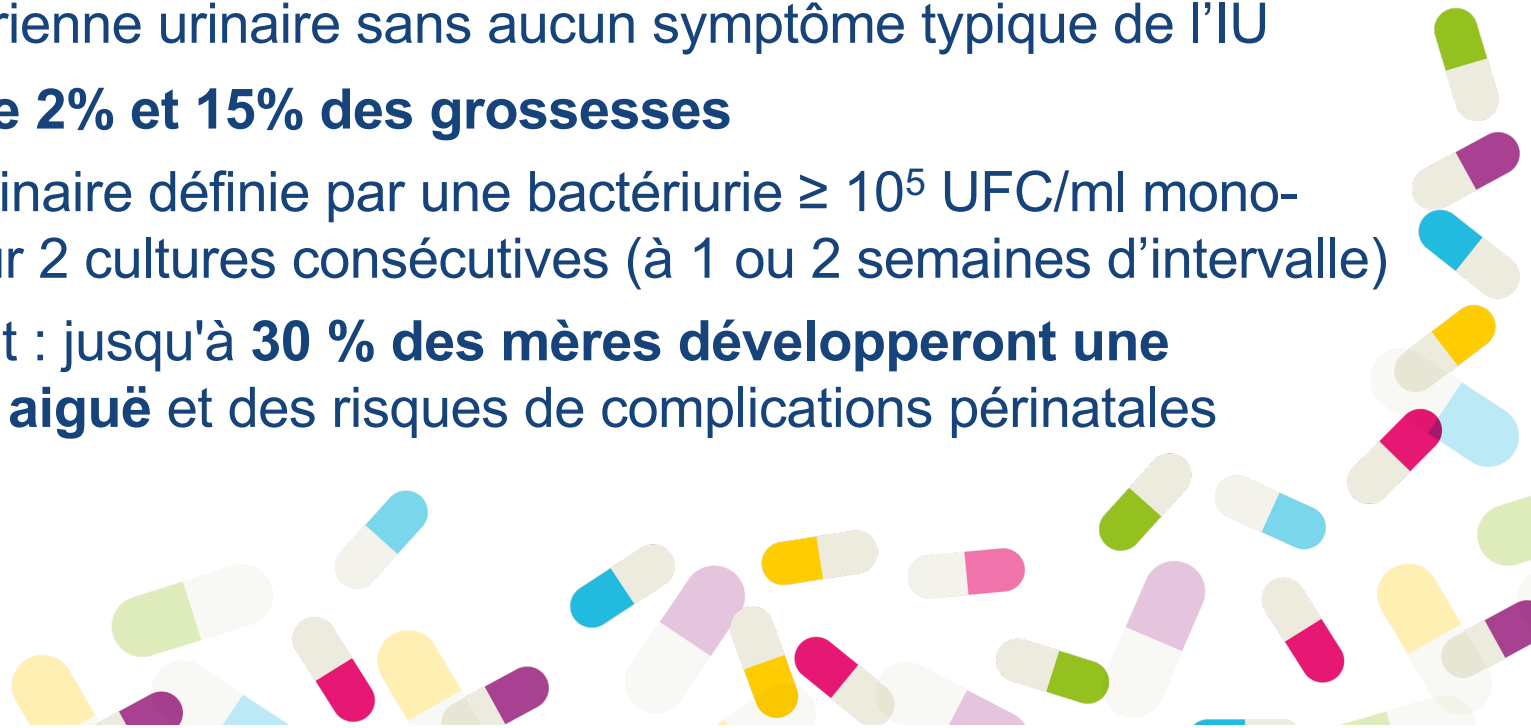 rienne urinaire sans aucun symptôme typique de l’IU
e 2% et 15% des grossesses
inaire définie par une bactériurie ≥ 10⁵ UFC/ml mono-
ur 2 cultures consécutives (à 1 ou 2 semaines d’intervalle)
t : jusqu'à 30 % des mères développeront une
aiguë et des risques de complications périnatales